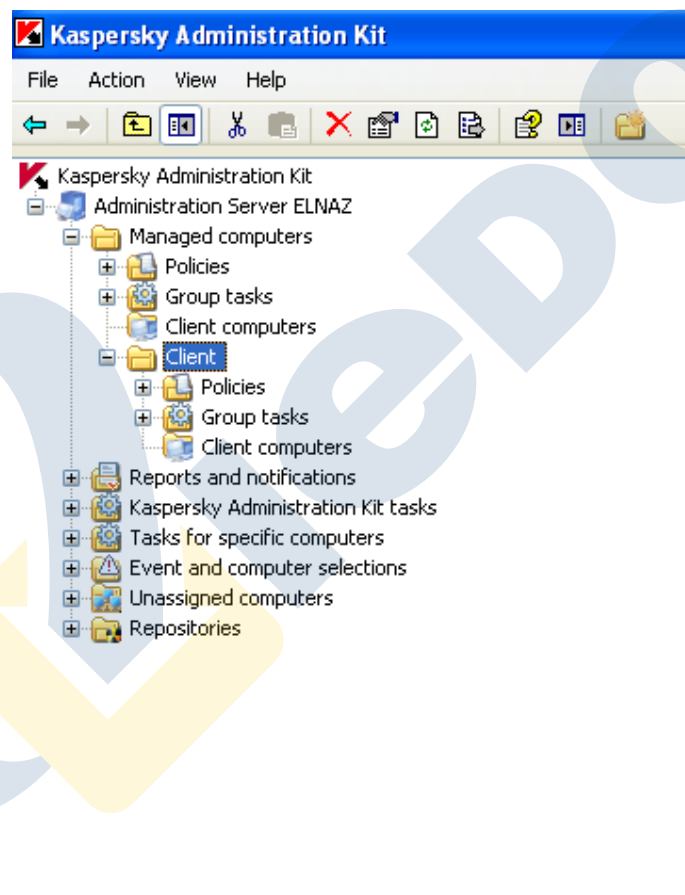 Kaspersky Administration Kit
File Action View Help
Kaspersky Administration Kit
Administration Server ELNAZ
Managed computers
Policies
Group tasks
Client computers
Client
Policies
Group tasks
Client computers
Reports and notifications
Kaspersky Administration Kit tasks
Tasks for specific computers
Event and computer selections
Unassigned computers
Repositories